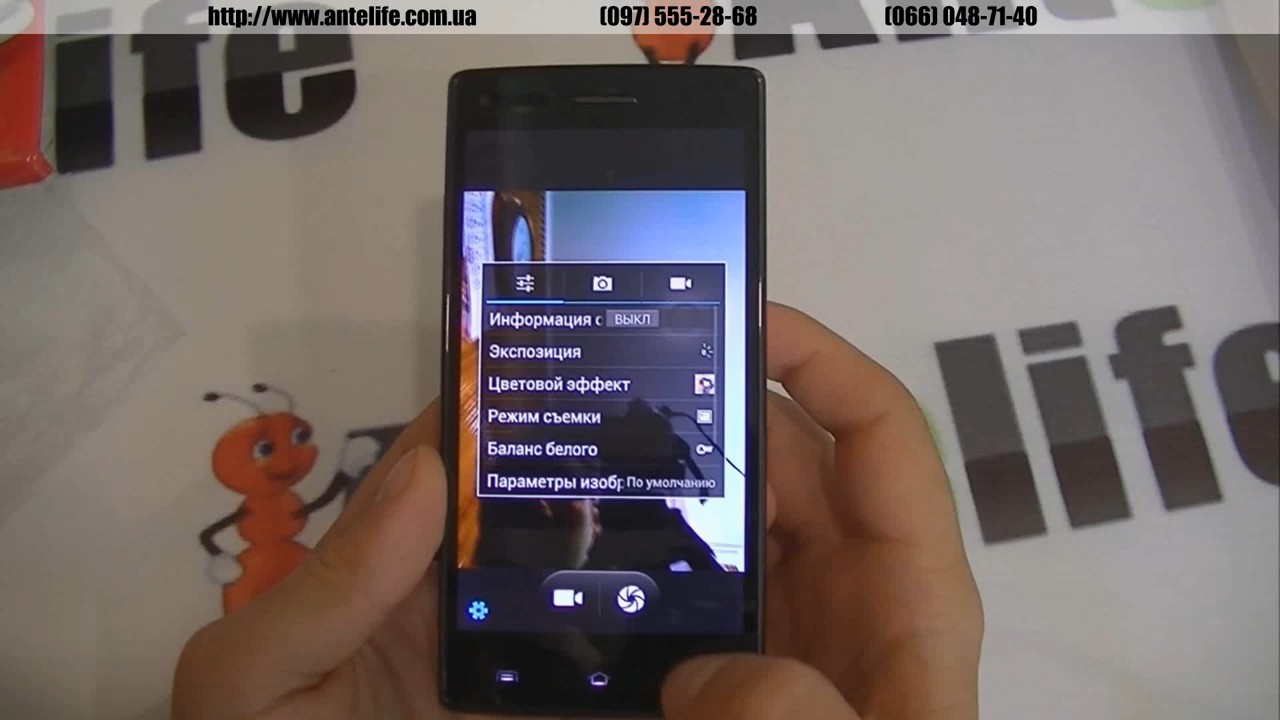 http://www.antelife.com.ua (097) 555-28-68 (066) 048-71-40
life
life
Информация с ВЫКЛ
Экспозиция
Цветовой эффект
Режим съемки
Баланс белого
Параметры изобр По умолчанию